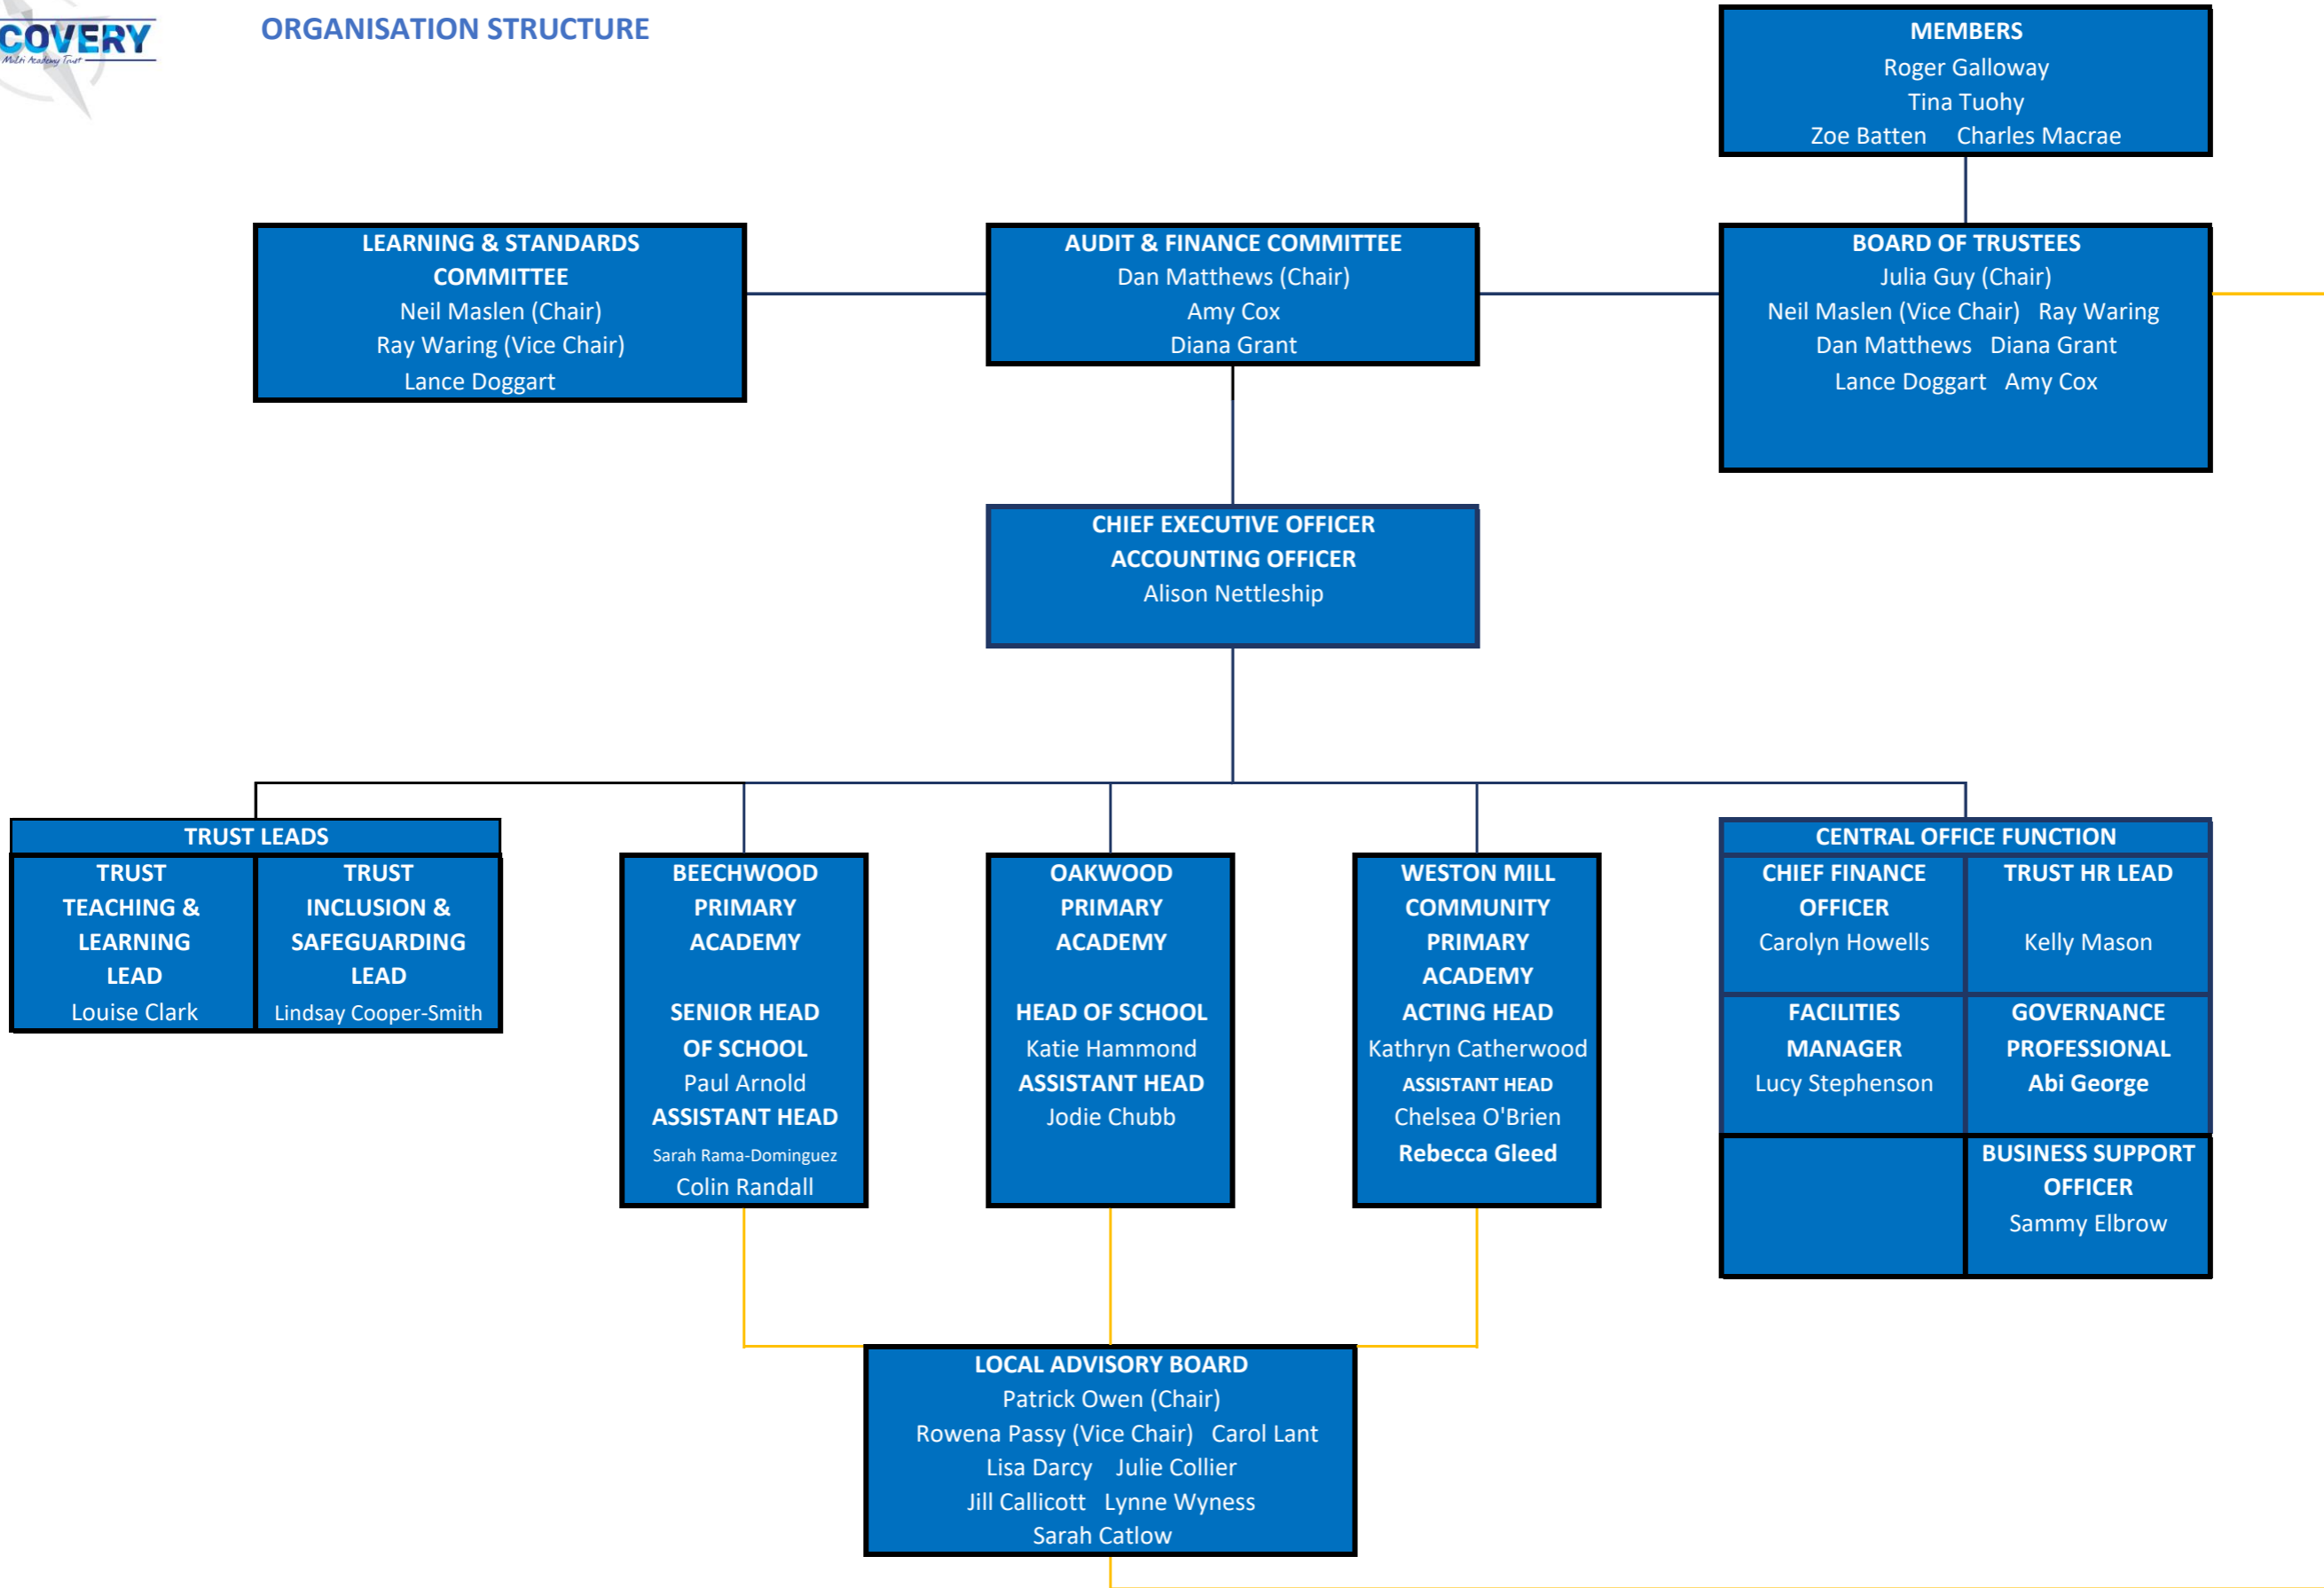 COVERY
Multi Academy Trust
ORGANISATION STRUCTURE
MEMBERS
Roger Galloway
Tina Tuohy
Zoe Batten Charles Macrae
LEARNING & STANDARDS
COMMITTEE
Neil Maslen (Chair)
Ray Waring (Vice Chair)
Lance Doggart
AUDIT & FINANCE COMMITTEE
Dan Matthews (Chair)
Amy Cox
Diana Grant
BOARD OF TRUSTEES
Julia Guy (Chair)
Neil Maslen (Vice Chair) Ray Waring
Dan Matthews Diana Grant
Lance Doggart Amy Cox
CHIEF EXECUTIVE OFFICER
ACCOUNTING OFFICER
Alison Nettleship
TRUST LEADS
TRUST
TEACHING &
LEARNING
LEAD
Louise Clark
TRUST
INCLUSION &
SAFEGUARDING
LEAD
Lindsay Cooper-Smith
BEECHWOOD
PRIMARY
ACADEMY
SENIOR HEAD
OF SCHOOL
Paul Arnold
ASSISTANT HEAD
Sarah Rama-Dominguez
Colin Randall
OAKWOOD
PRIMARY
ACADEMY
HEAD OF SCHOOL
Katie Hammond
ASSISTANT HEAD
Jodie Chubb
WESTON MILL
COMMUNITY
PRIMARY
ACADEMY
ACTING HEAD
Kathryn Catherwood
ASSISTANT HEAD
Chelsea O'Brien
Rebecca Gleed
CENTRAL OFFICE FUNCTION
CHIEF FINANCE
OFFICER
Carolyn Howells
TRUST HR LEAD
Kelly Mason
FACILITIES
MANAGER
Lucy Stephenson
GOVERNANCE
PROFESSIONAL
Abi George
BUSINESS SUPPORT
OFFICER
Sammy Elbrow
LOCAL ADVISORY BOARD
Patrick Owen (Chair)
Rowena Passy (Vice Chair) Carol Lant
Lisa Darcy Julie Collier
Jill Callicott Lynne Wyness
Sarah Catlow